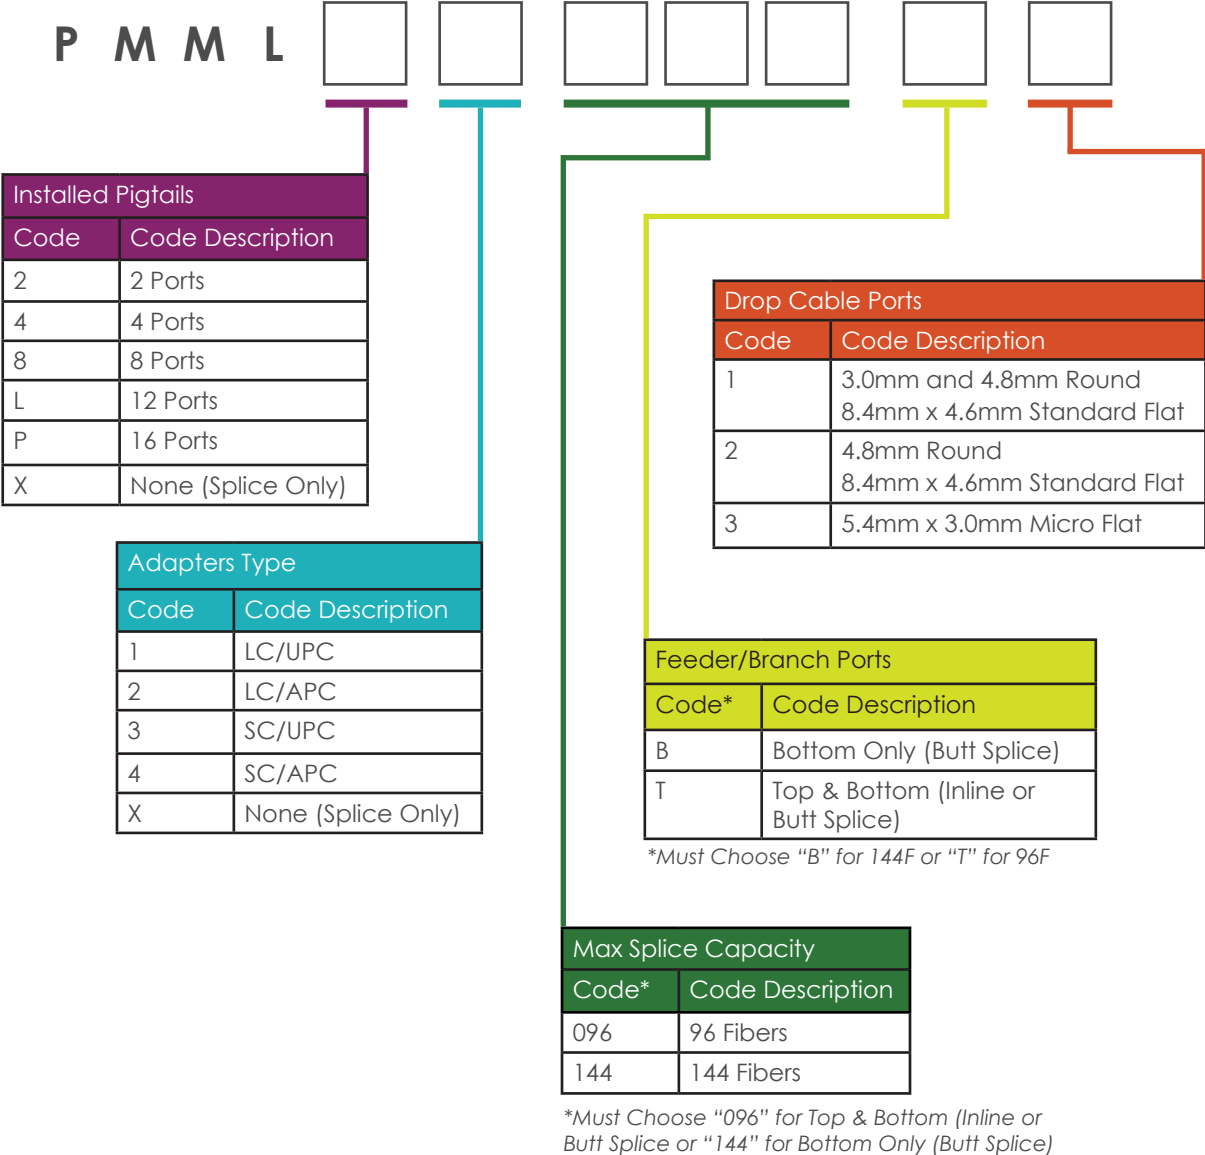 P M M L
Installed Pigtails
Code Code Description
2 2 Ports
4 4 Ports
8 8 Ports
L 12 Ports
P 16 Ports
X None (Splice Only)
Drop Cable Ports
Code Code Description
1 3.0mm and 4.8mm Round
8.4mm x 4.6mm Standard Flat
2 4.8mm Round
8.4mm x 4.6mm Standard Flat
3 5.4mm x 3.0mm Micro Flat
Adapters Type
Code Code Description
1 LC/UPC
2 LC/APC
3 SC/UPC
4 SC/APC
X None (Splice Only)
Feeder/Branch Ports
Code* Code Description
B Bottom Only (Butt Splice)
T Top & Bottom (Inline or
Butt Splice)
*Must Choose “B” for 144F or “T” for 96F
Max Splice Capacity
Code* Code Description
096 96 Fibers
144 144 Fibers
*Must Choose “096” for Top & Bottom (Inline or
Butt Splice or “144” for Bottom Only (Butt Splice)